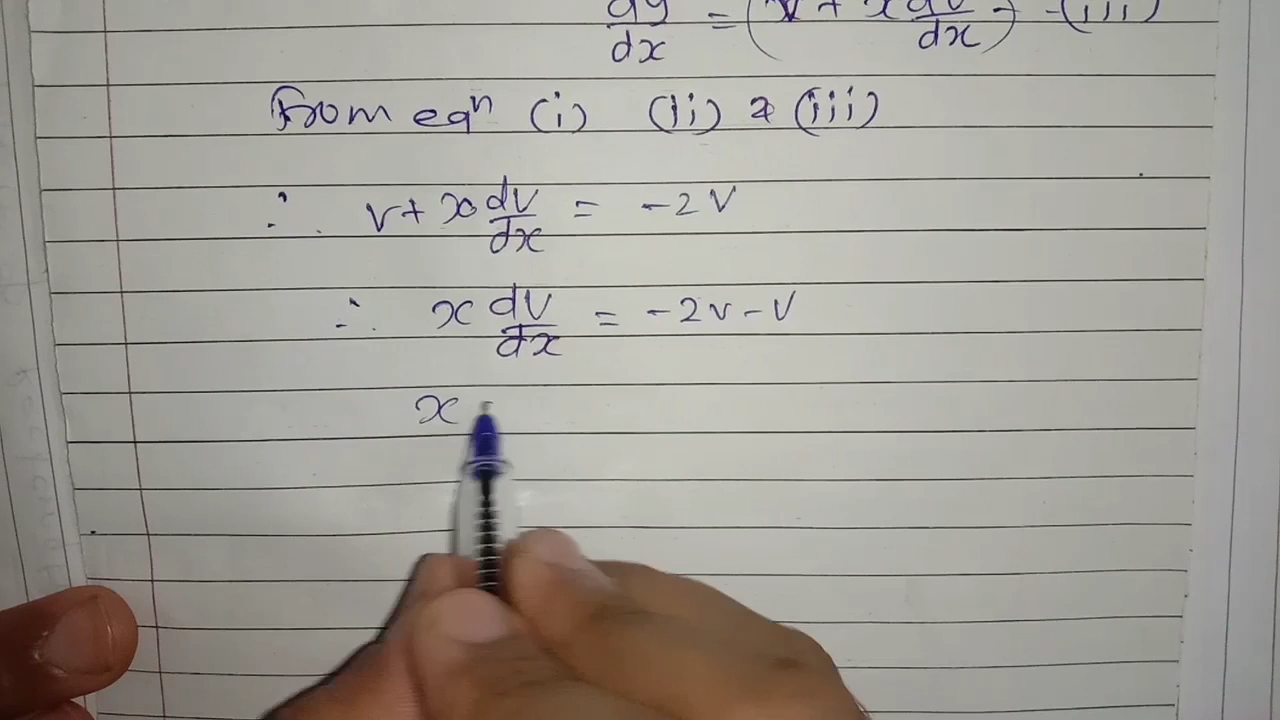 dy/dx = (v + x dv/dx) - (iii)
From eqⁿ (i) (ii) & (iii)
∴ v + x dv/dx = -2v
∴ x dv/dx = -2v - v
x